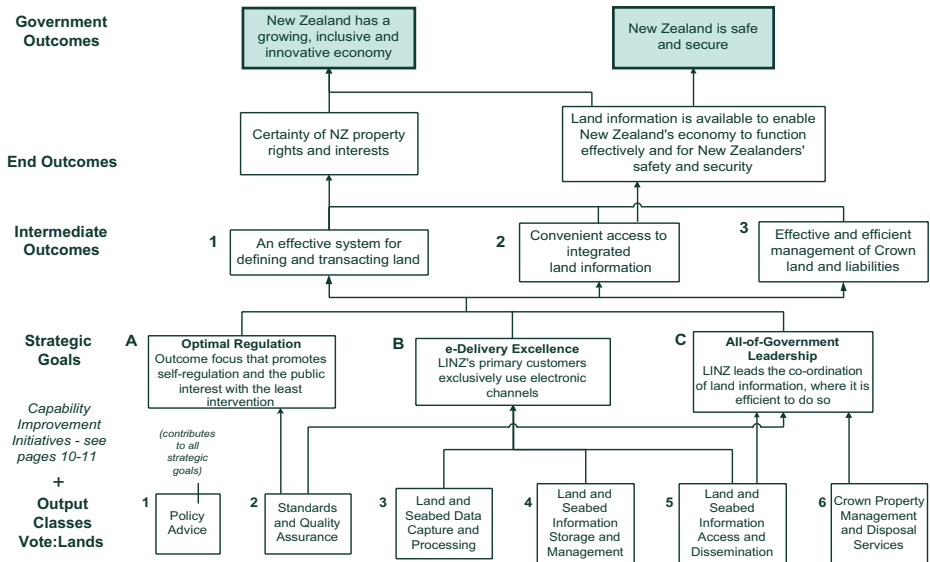 Government
Outcomes
New Zealand has a
growing, inclusive and
innovative economy
New Zealand is safe
and secure
End Outcomes
Certainty of NZ property
rights and interests
Land information is available to enable
New Zealand's economy to function
effectively and for New Zealanders'
safety and security
Intermediate
Outcomes
1
An effective system for
defining and transacting land
2
Convenient access to
integrated
land information
3
Effective and efficient
management of Crown
land and liabilities
Strategic
Goals
A
Optimal Regulation
Outcome focus that promotes
self-regulation and the public
interest with the least
intervention
B
e-Delivery Excellence
LINZ's primary customers
exclusively use electronic
channels
C
All-of-Government
Leadership
LINZ leads the co-ordination
of land information, where it is
efficient to do so
Capability
Improvement
Initiatives - see
pages 10-11
+
(contributes
to all
strategic
goals)
Output
Classes
Vote:Lands
1
Policy
Advice
2
Standards
and Quality
Assurance
3
Land and
Seabed Data
Capture and
Processing
4
Land and
Seabed
Information
Storage and
Management
5
Land and
Seabed
Information
Access and
Dissemination
6
Crown Property
Management
and Disposal
Services